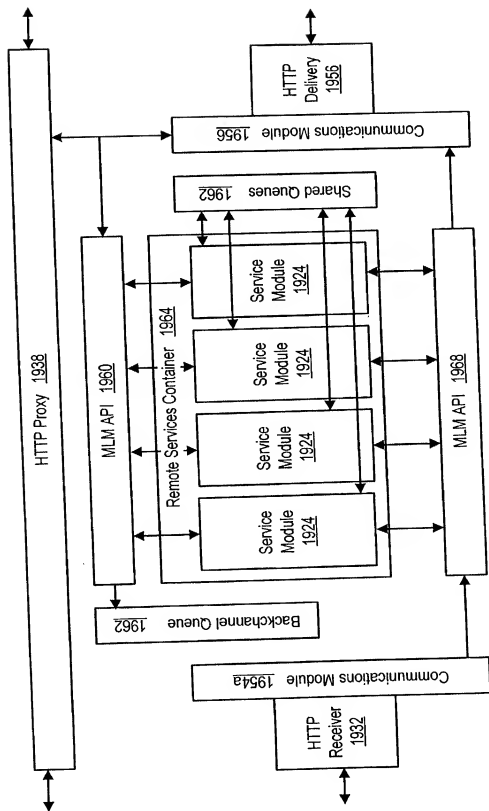 HTTP Proxy 1938
MLM API 1960
Remote Services Container 1964
Service
Module
1924
Service
Module
1924
Service
Module
1924
Service
Module
1924
Shared Queues 1962
Backchannel Queue 1962
HTTP
Delivery
1956
Communications Module 1956
MLM API 1968
Communications Module 1954a
HTTP
Receiver
1932